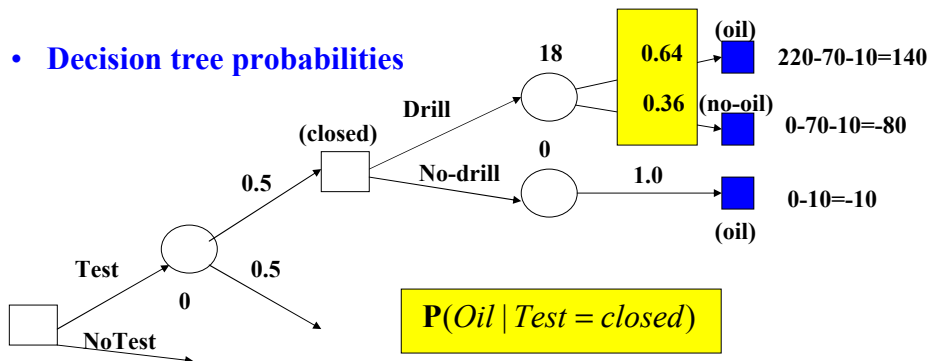 • Decision tree probabilities
18
0.64
(oil)
220-70-10=140
Drill
0.36
(no-oil)
0-70-10=-80
(closed)
0
0.5
No-drill
1.0
0-10=-10
(oil)
Test
0.5
0
P(Oil | Test = closed)
NoTest